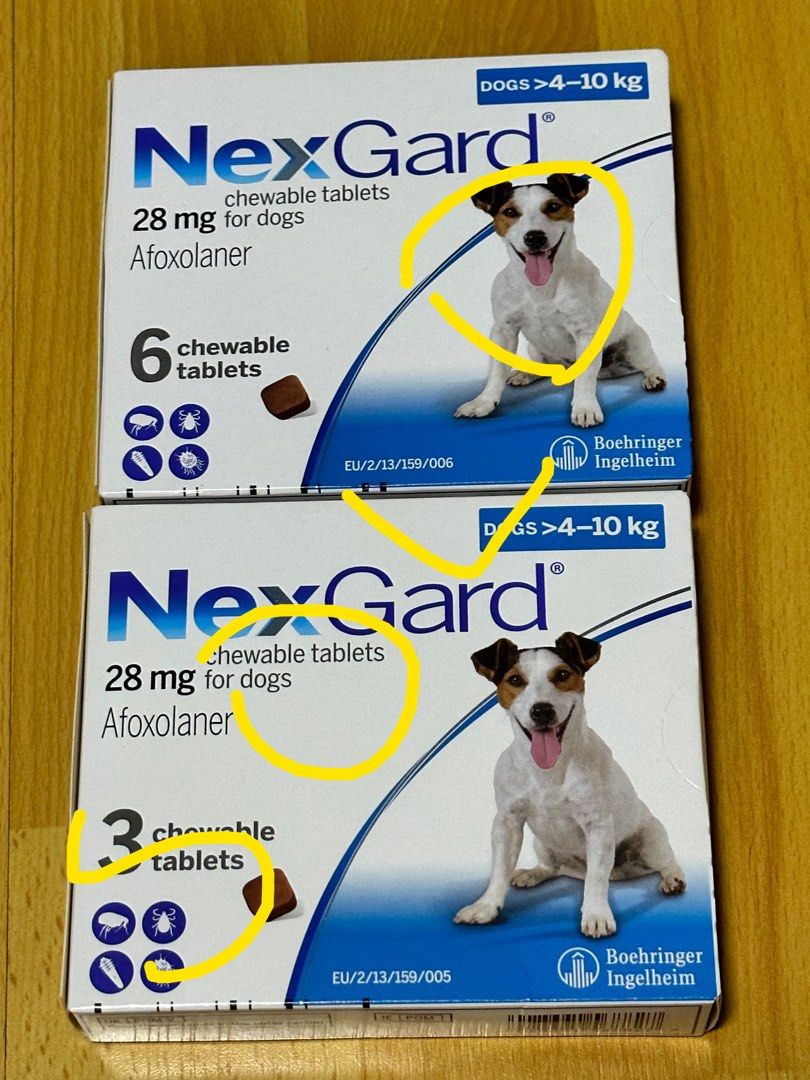 DOGS >4–10 kg
NexGard®
chewable tablets
28 mg for dogs
Afoxolaner
6 chewable
tablets
EU/2/13/159/006
Boehringer
Ingelheim
DOGS >4–10 kg
NexGard®
chewable tablets
28 mg for dogs
Afoxolaner
3 chewable
tablets
EU/2/13/159/005
Boehringer
Ingelheim